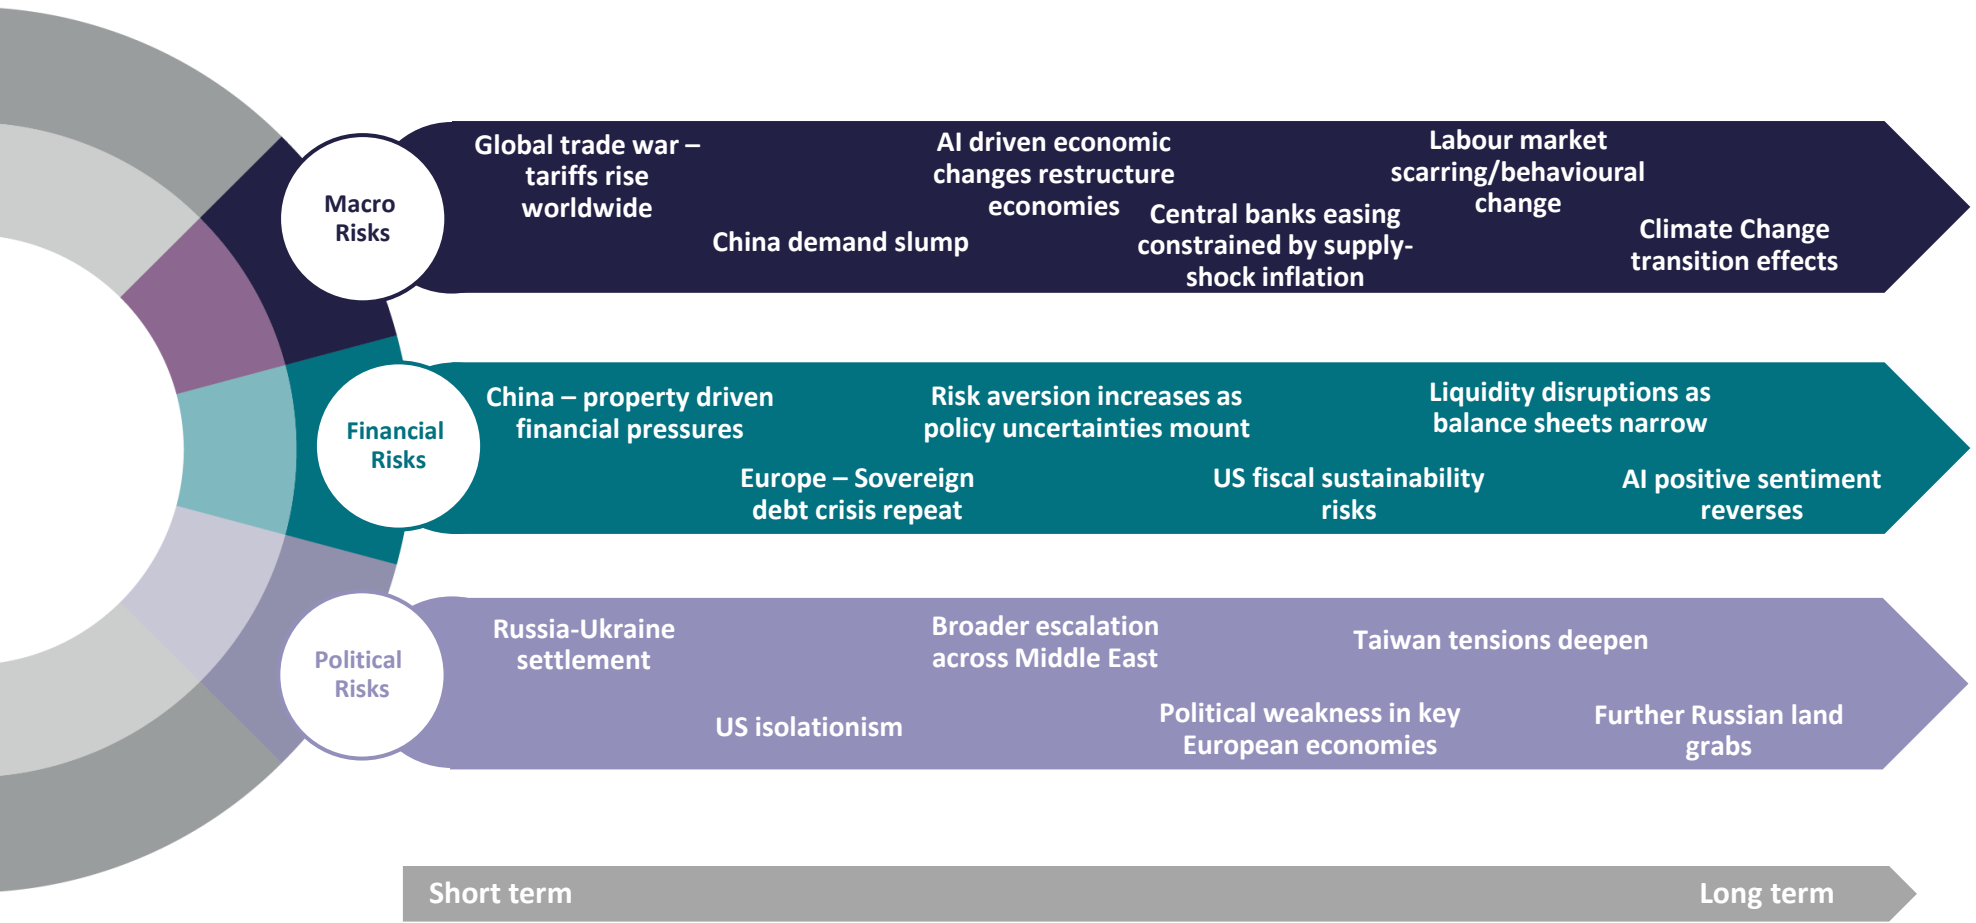 Macro
Risks
Global trade war –
tariffs rise
worldwide
China demand slump
AI driven economic
changes restructure
economies
Central banks easing
constrained by supply-
shock inflation
Labour market
scarring/behavioural
change
Climate Change
transition effects
Financial
Risks
China – property driven
financial pressures
Europe – Sovereign
debt crisis repeat
Risk aversion increases as
policy uncertainties mount
US fiscal sustainability
risks
Liquidity disruptions as
balance sheets narrow
AI positive sentiment
reverses
Political
Risks
Russia-Ukraine
settlement
US isolationism
Broader escalation
across Middle East
Political weakness in key
European economies
Taiwan tensions deepen
Further Russian land
grabs
Short term
Long term